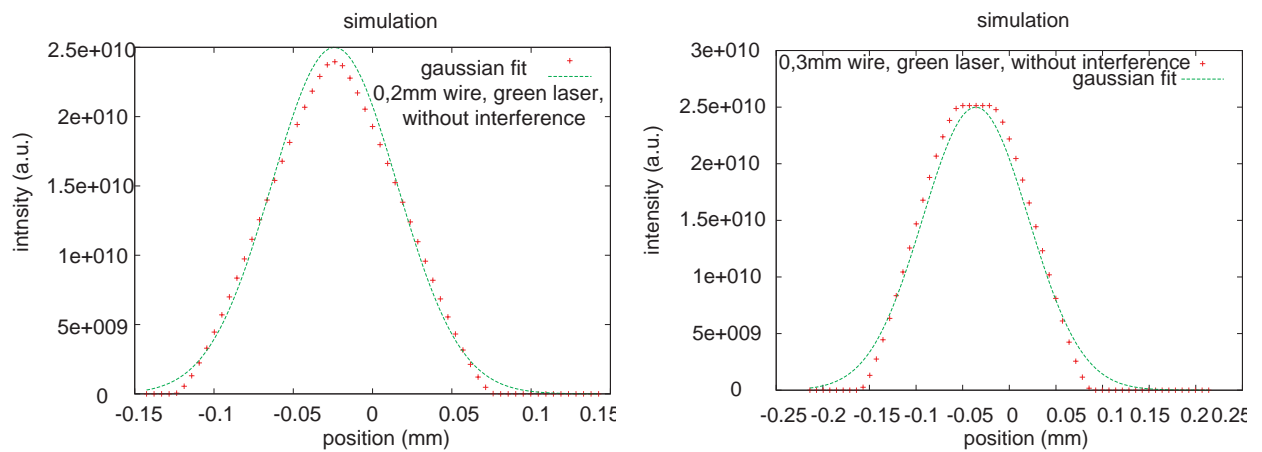 simulation
2.5e+010
2e+010
1.5e+010
1e+010
5e+009
0
intnsity (a.u.)
gaussian fit
0,2mm wire, green laser,
without interference
-0.15 -0.1 -0.05 0 0.05 0.1 0.15
position (mm)
simulation
3e+010
2.5e+010
2e+010
1.5e+010
1e+010
5e+009
0
intensity (a.u.)
0,3mm wire, green laser, without interference
gaussian fit
-0.25 -0.2 -0.15 -0.1 -0.05 0 0.05 0.1 0.15 0.2 0.25
position (mm)